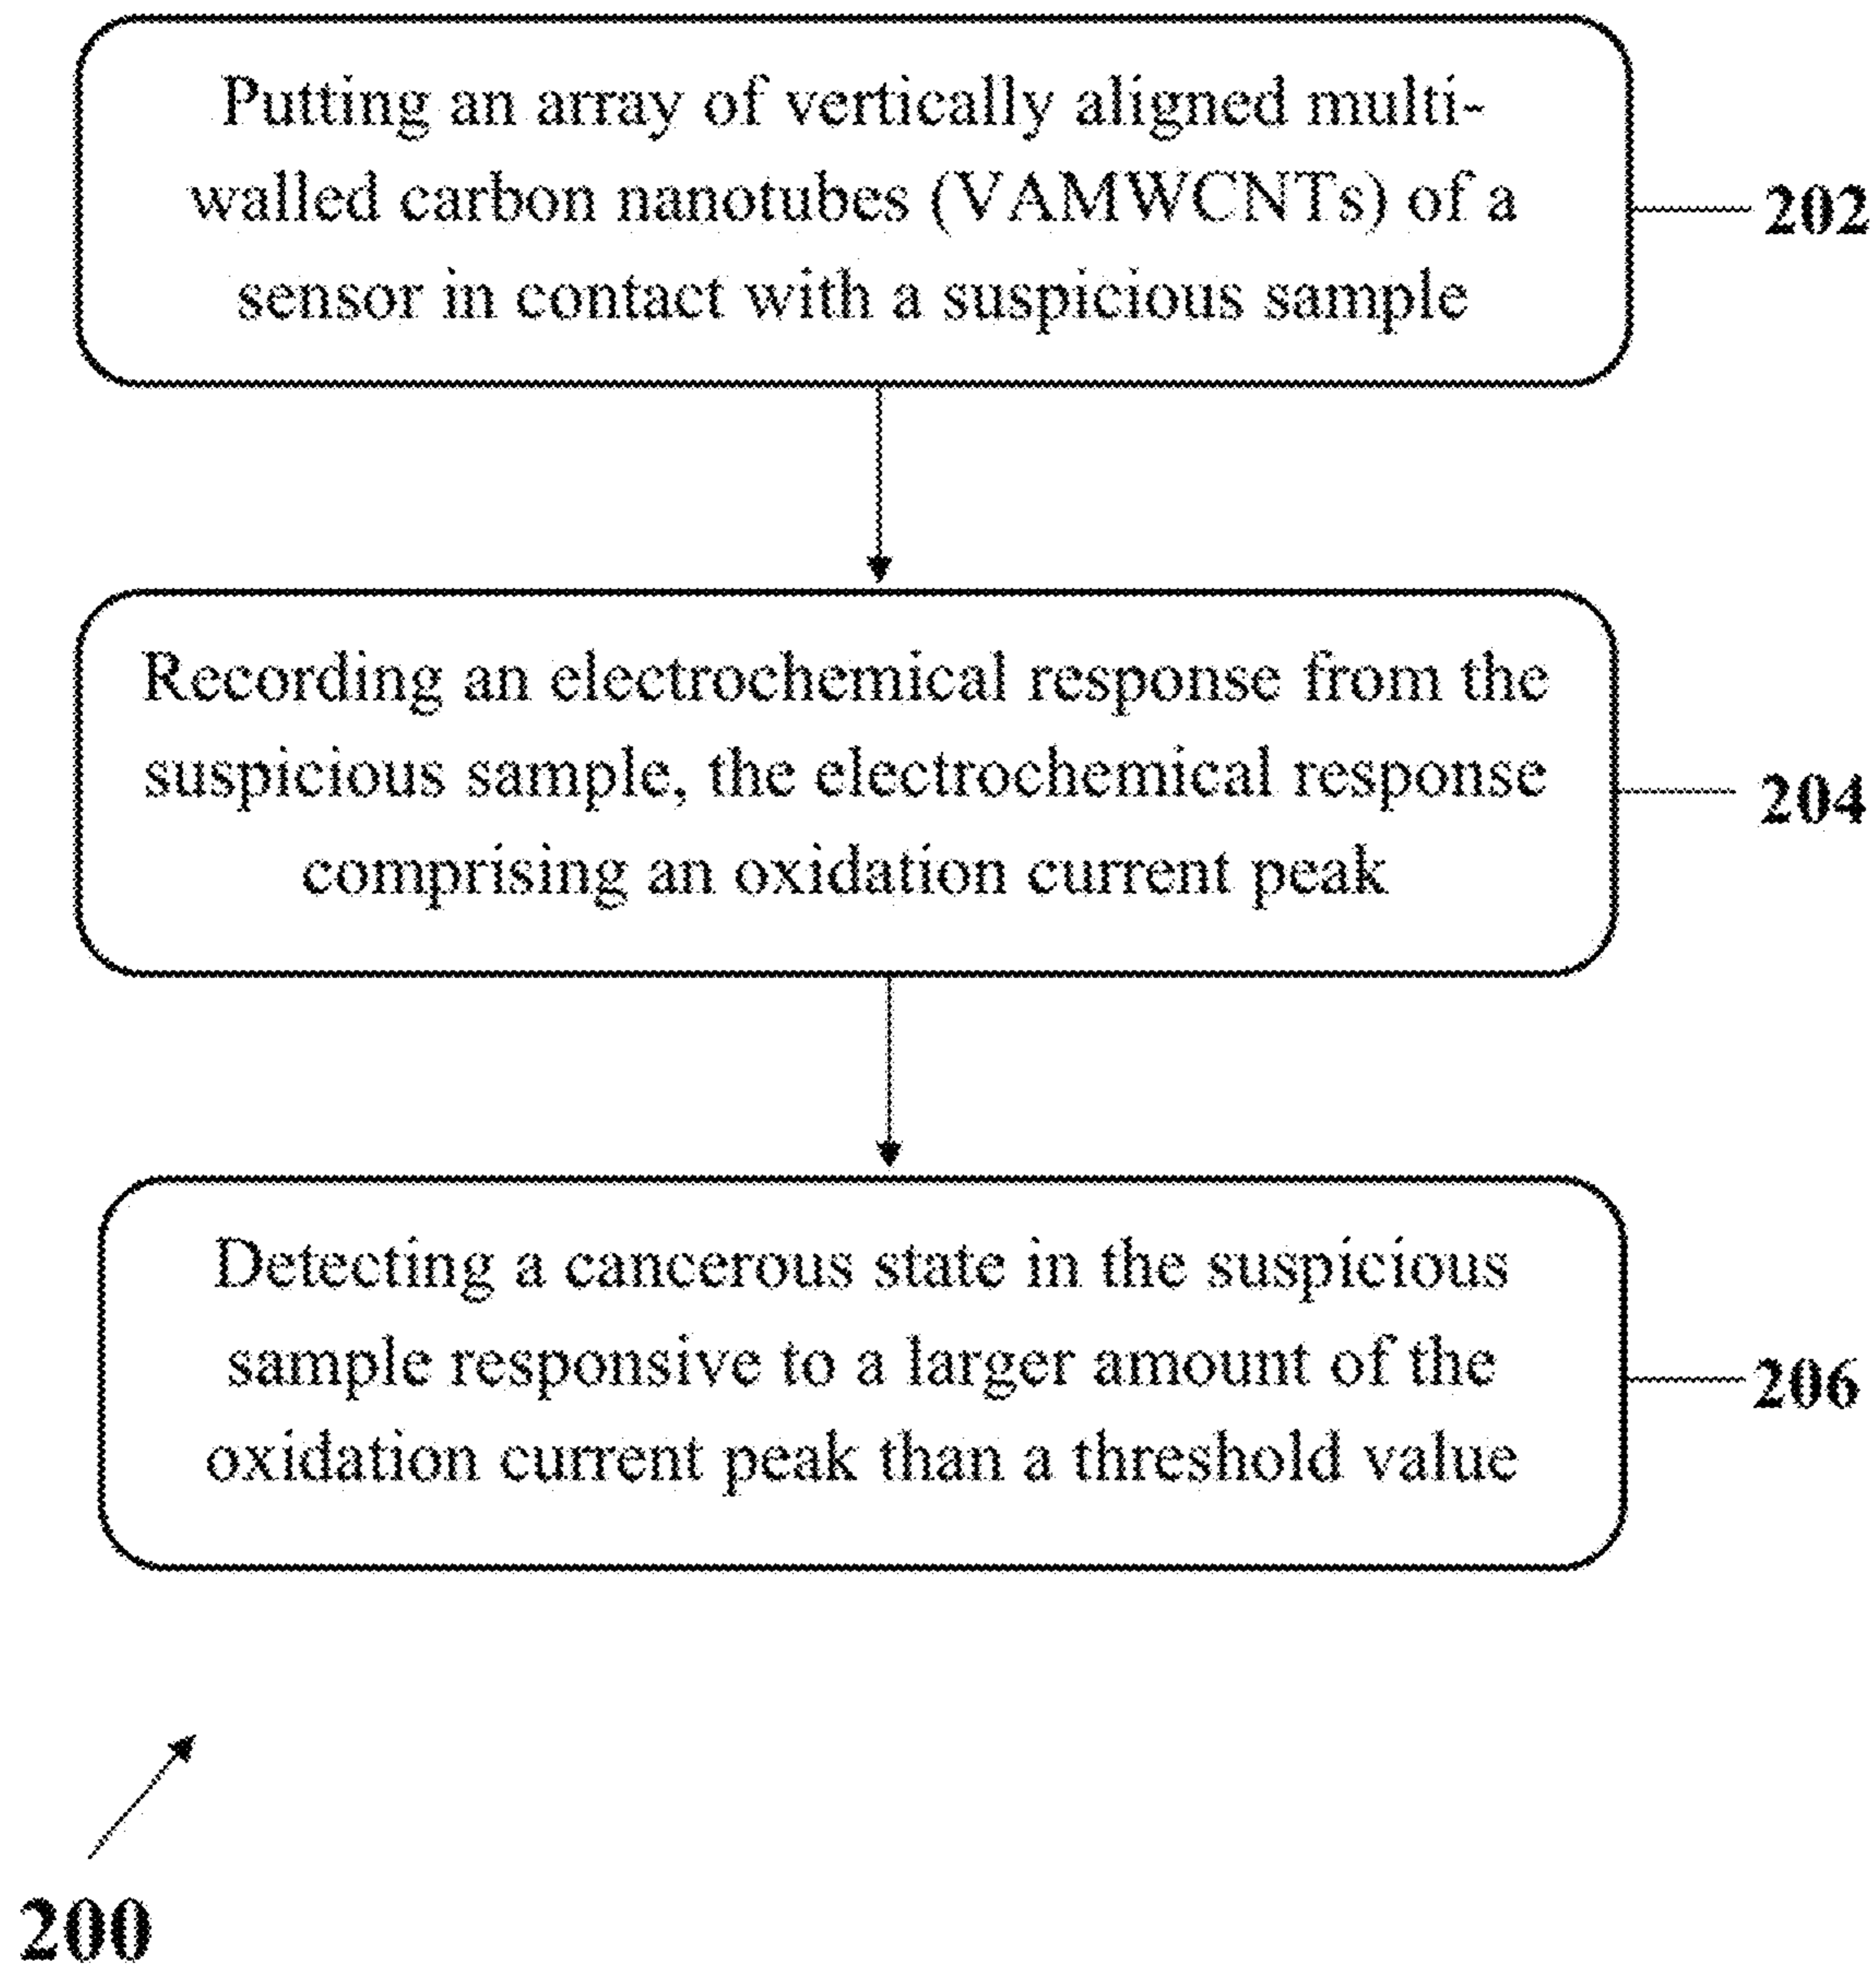 Putting an array of vertically aligned multi-
walled carbon nanotubes (VAMWCNTs) of a
sensor in contact with a suspicious sample
202
Recording an electrochemical response from the
suspicious sample, the electrochemical response
comprising an oxidation current peak
204
Detecting a cancerous state in the suspicious
sample responsive to a larger amount of the
oxidation current peak than a threshold value
206
200